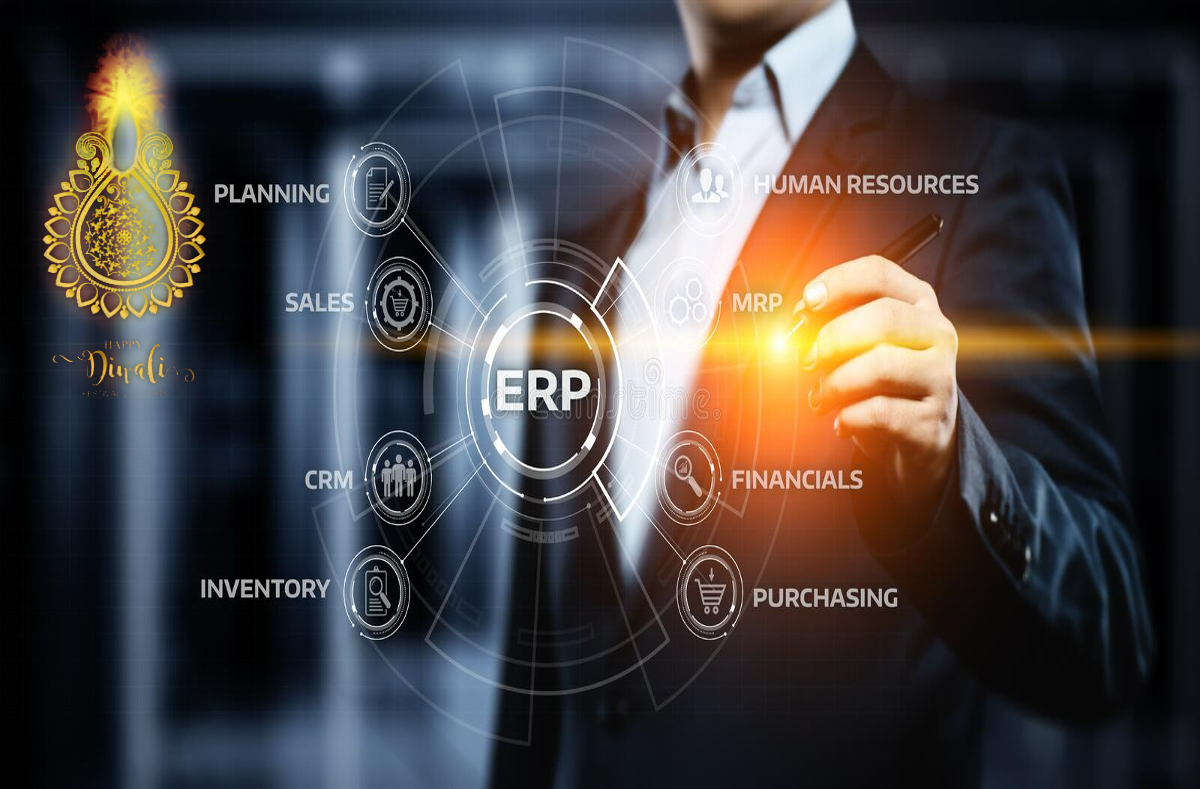 HAPPY
Diwali
PLANNING
HUMAN RESOURCES
SALES
MRP
ERP
CRM
FINANCIALS
INVENTORY
PURCHASING